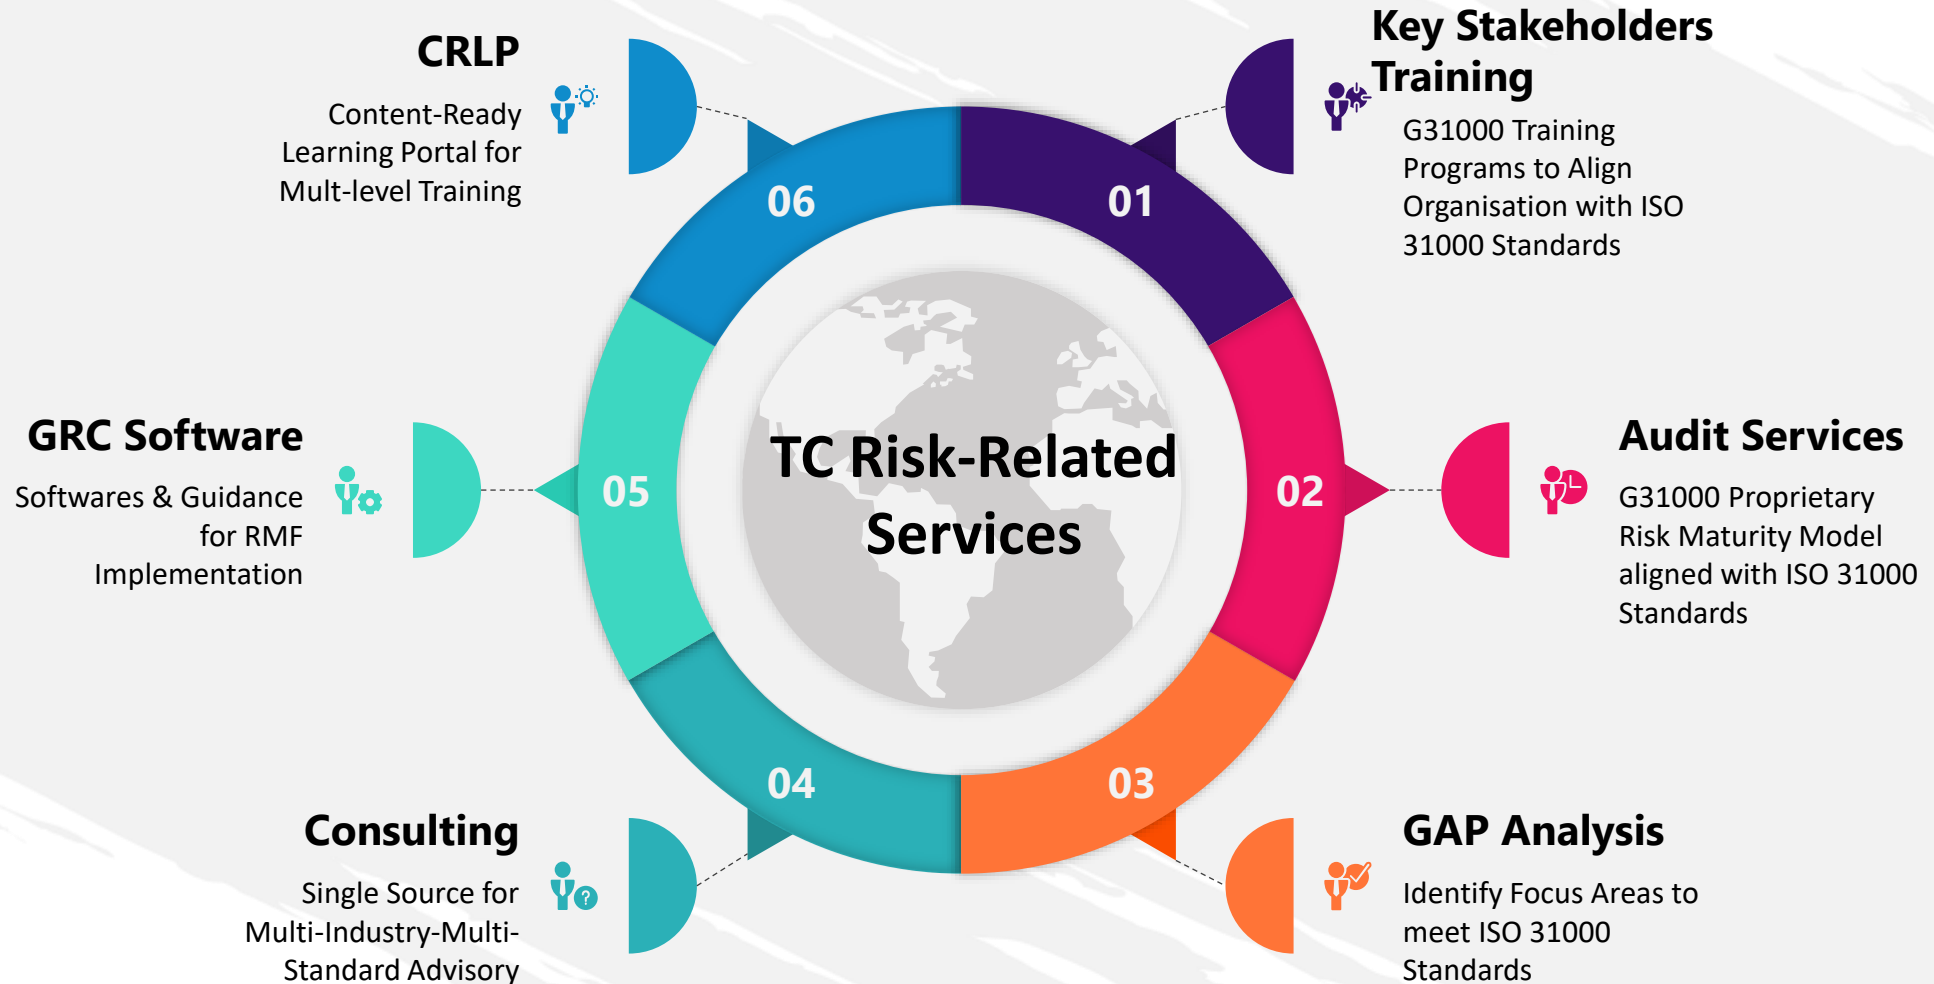 Key Stakeholders
Training
G31000 Training
Programs to Align
Organisation with ISO
31000 Standards
01
Audit Services
G31000 Proprietary
Risk Maturity Model
aligned with ISO 31000
Standards
02
GAP Analysis
Identify Focus Areas to
meet ISO 31000
Standards
03
Consulting
Single Source for
Multi-Industry-Multi-
Standard Advisory
04
GRC Software
Softwares & Guidance
for RMF
Implementation
05
CRLP
Content-Ready
Learning Portal for
Mult-level Training
06
TC Risk-Related
Services
?